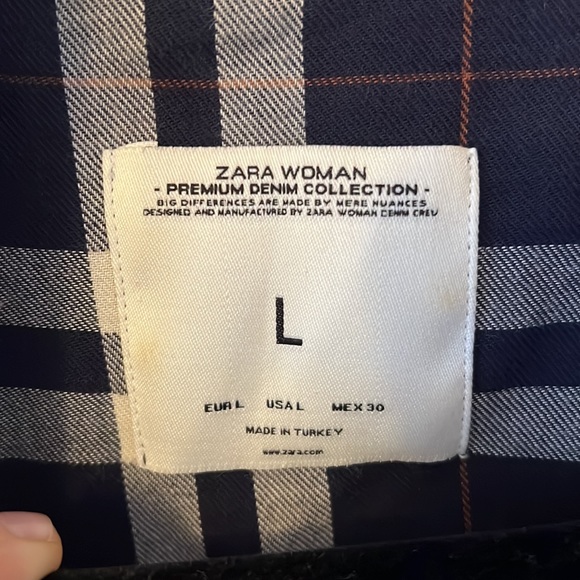 ZARA WOMAN
- PREMIUM DENIM COLLECTION -
BIG DIFFERENCES ARE MADE BY MERE NUANCES
DESIGNED AND MANUFACTURED BY ZARA WOMAN DENIM CREW
L
EUR L USA L MEX 30
MADE IN TURKEY
www.zara.com